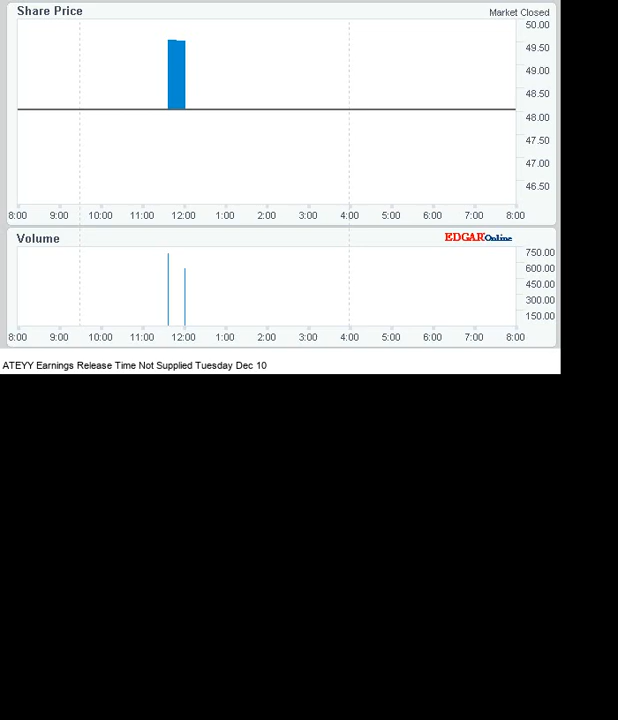 Share Price
Market Closed
50.00
49.50
49.00
48.50
48.00
47.50
47.00
46.50
8:00 9:00 10:00 11:00 12:00 1:00 2:00 3:00 4:00 5:00 6:00 7:00 8:00
Volume
EDGAROnline
750.00
600.00
450.00
300.00
150.00
8:00 9:00 10:00 11:00 12:00 1:00 2:00 3:00 4:00 5:00 6:00 7:00 8:00
ATEYY Earnings Release Time Not Supplied Tuesday Dec 10